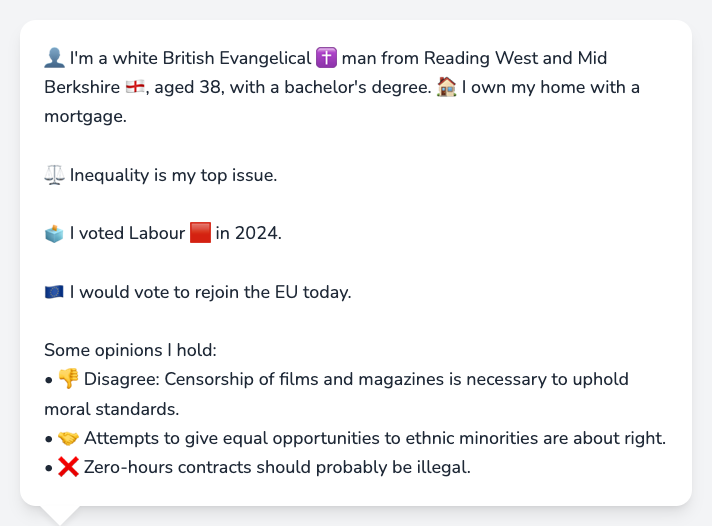 👤 I'm a white British Evangelical ✝️ man from Reading West and Mid
Berkshire 🏴󠁧󠁢󠁥󠁮󠁧󠁿, aged 38, with a bachelor's degree. 🏠 I own my home with a
mortgage.
⚖️ Inequality is my top issue.
🗳️ I voted Labour 🟥 in 2024.
🇪🇺 I would vote to rejoin the EU today.
Some opinions I hold:
• 👎 Disagree: Censorship of films and magazines is necessary to uphold
moral standards.
• 🤝 Attempts to give equal opportunities to ethnic minorities are about right.
• ❌ Zero-hours contracts should probably be illegal.